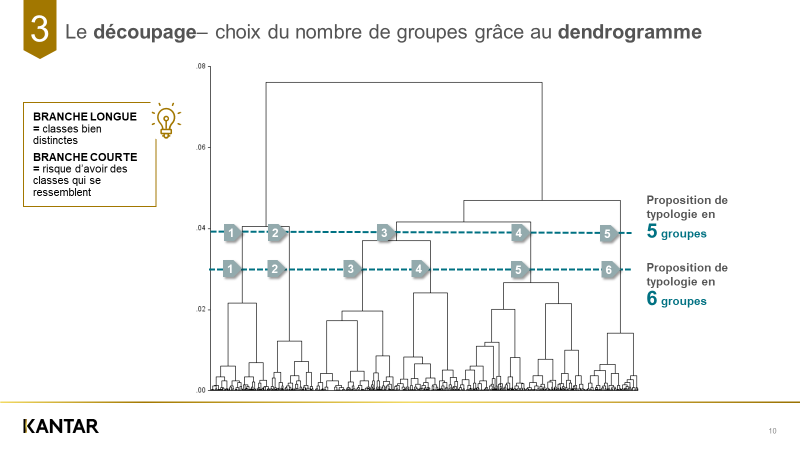 3
Le découpage– choix du nombre de groupes grâce au dendrogramme
BRANCHE LONGUE
= classes bien
distinctes
BRANCHE COURTE
= risque d'avoir des
classes qui se
ressemblent
.08
.06
.04
.02
.00
1 2 3 4 5
1 2 3 4 5 6
Proposition de
typologie en
5 groupes
Proposition de
typologie en
6 groupes
KANTAR
10